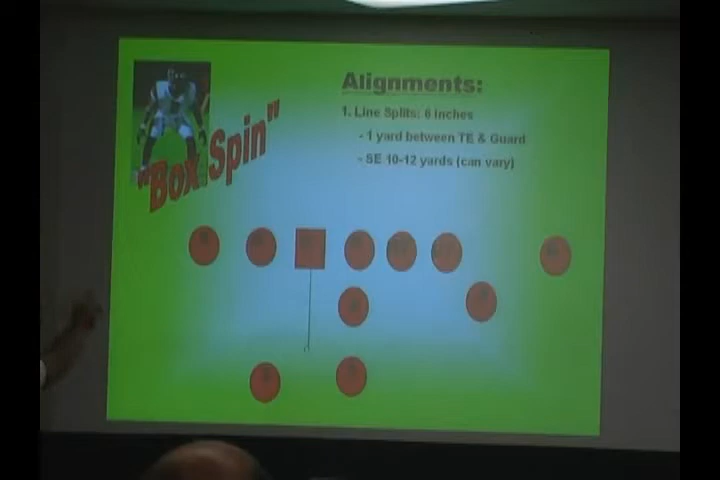 Alignments:
1. Line Splits: 6 inches
- 1 yard between TE & Guard
- SE 10-12 yards (can vary)
"Box Spin"